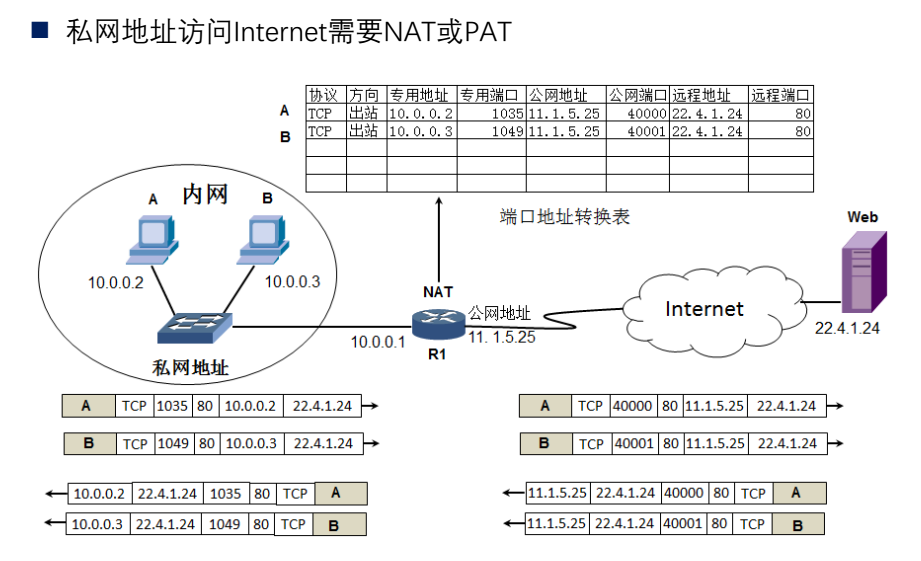 ■ 私网地址访问Internet需要NAT或PAT
协议 方向 专用地址 专用端口 公网地址 公网端口 远程地址 远程端口
A TCP 出站 10.0.0.2 1035 11.1.5.25 40000 22.4.1.24 80
B TCP 出站 10.0.0.3 1049 11.1.5.25 40001 22.4.1.24 80
端口地址转换表
内网
A
B
10.0.0.2
10.0.0.3
私网地址
NAT
10.0.0.1
R1
公网地址
11. 1.5.25
Internet
Web
22.4.1.24
A TCP 1035 80 10.0.0.2 22.4.1.24
B TCP 1049 80 10.0.0.3 22.4.1.24
10.0.0.2 22.4.1.24 1035 80 TCP A
10.0.0.3 22.4.1.24 1049 80 TCP B
A TCP 40000 80 11.1.5.25 22.4.1.24
B TCP 40001 80 11.1.5.25 22.4.1.24
11.1.5.25 22.4.1.24 40000 80 TCP A
11.1.5.25 22.4.1.24 40001 80 TCP B